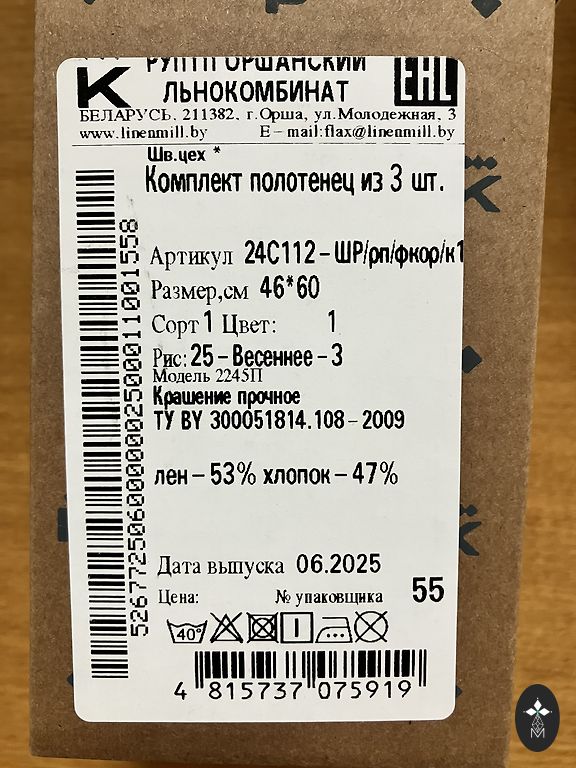 К
РУПТП ОРШАНСКИЙ
ЛЬНОКОМБИНАТ
EAC
БЕЛАРУСЬ, 211382, г.Орша, ул.Молодежная, 3
www.linenmill.by E-mail:flax@linenmill.by
Шв.цех *
Комплект полотенец из 3 шт.
Артикул 24С112-ШР/рп/фкор/к1
Размер,см 46*60
Сорт 1 Цвет: 1
Рис: 25-Весеннее-3
Модель 2245П
Крашение прочное
ТУ BY 300051814.108-2009
лен-53% хлопок-47%
Дата выпуска 06.2025
Цена: № упаковщика 55
40°
4 815737 075919
52677250600000002500011001558
M